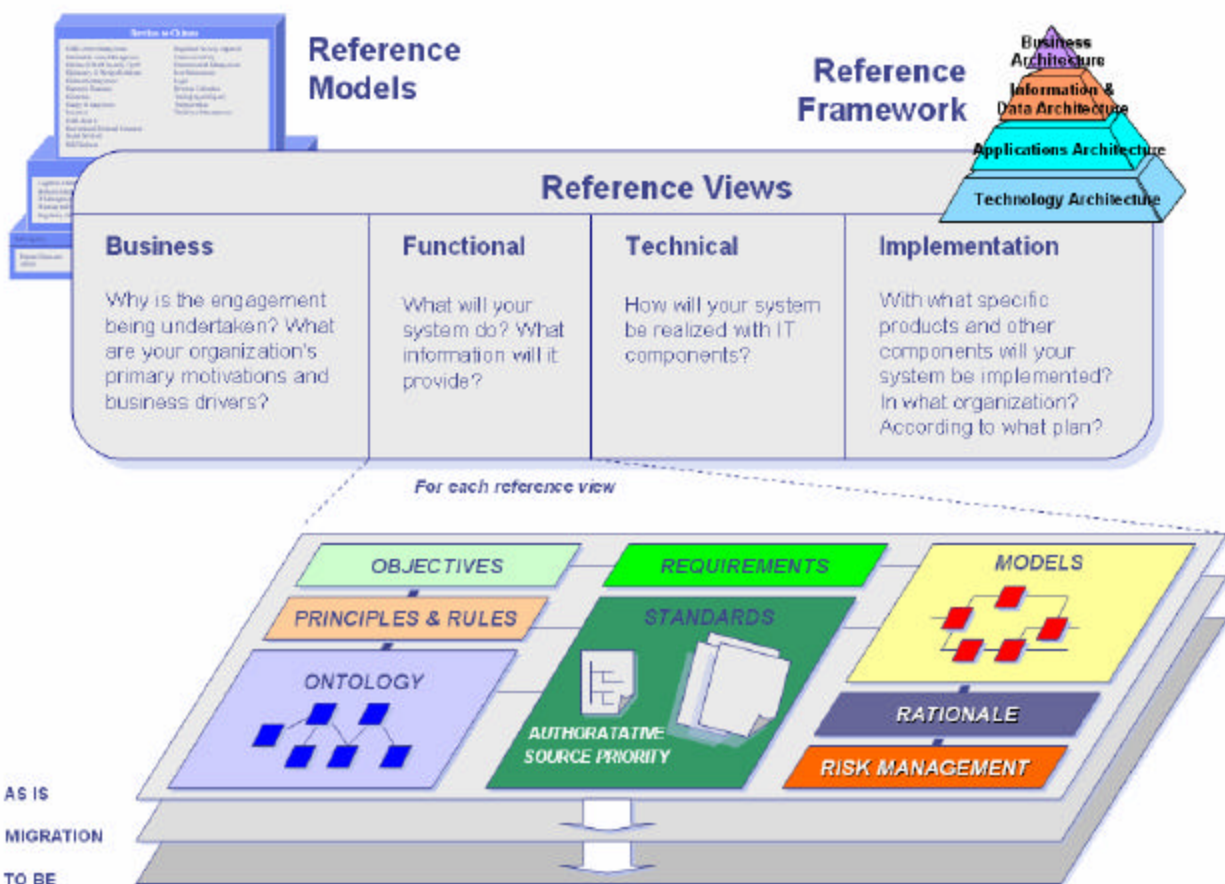 Services to Citizens
Reference
Models
Reference
Framework
Business
Architecture
Information &
Data Architecture
Applications Architecture
Technology Architecture
Reference Views
Business
Why is the engagement
being undertaken? What
are your organization's
primary motivations and
business drivers?
Functional
What will your
system do? What
information will it
provide?
Technical
How will your system
be realized with IT
components?
Implementation
With what specific
products and other
components will your
system be implemented?
In what organization?
According to what plan?
For each reference view
OBJECTIVES
REQUIREMENTS
MODELS
PRINCIPLES & RULES
STANDARDS
ONTOLOGY
AUTHORATATIVE
SOURCE PRIORITY
RATIONALE
RISK MANAGEMENT
AS IS
MIGRATION
TO BE